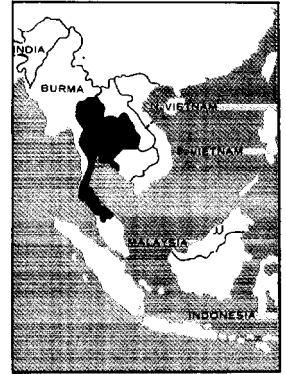 INDIA
BURMA
N. VIETNAM
S. VIETNAM
MALAYSIA
INDONESIA